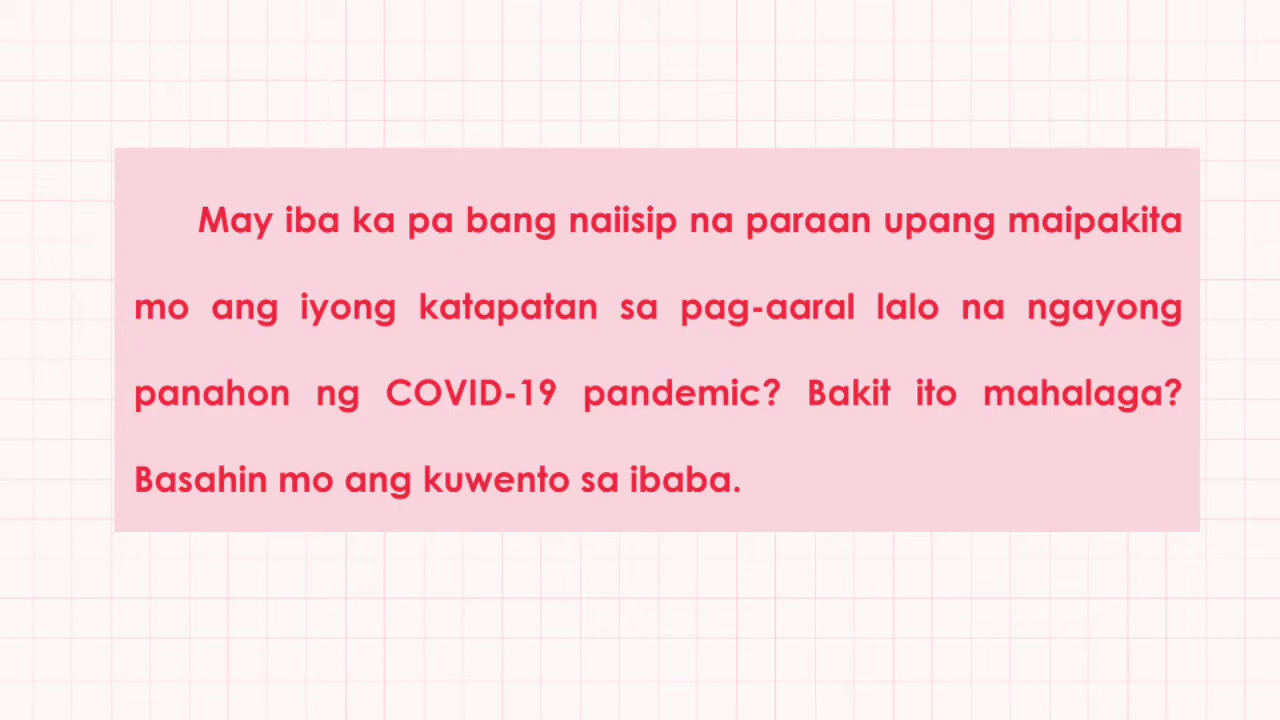 May iba ka pa bang naiisip na paraan upang maipakita
mo ang iyong katapatan sa pag-aaral lalo na ngayong
panahon ng COVID-19 pandemic? Bakit ito mahalaga?
Basahin mo ang kuwento sa ibaba.